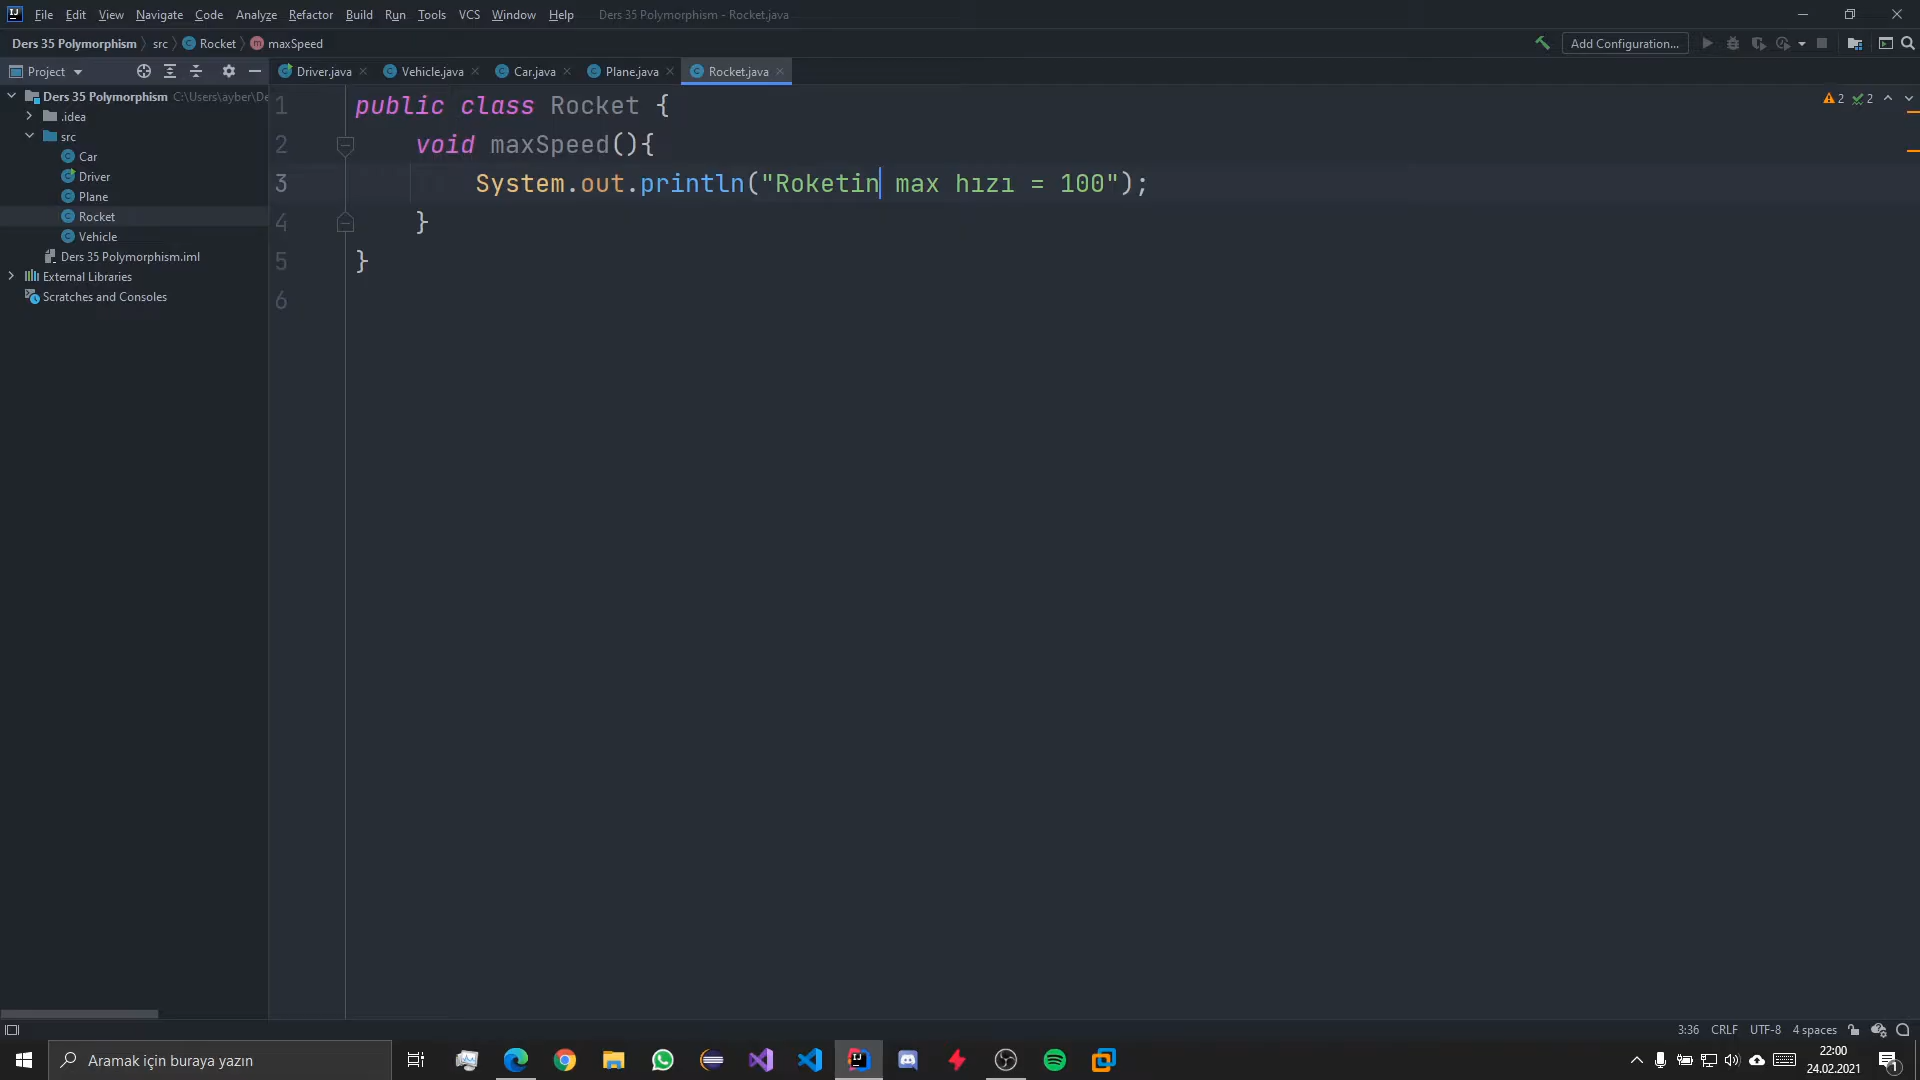 File Edit View Navigate Code Analyze Refactor Build Run Tools VCS Window Help Ders 35 Polymorphism - Rocket.java
Ders 35 Polymorphism src Rocket maxSpeed Add Configuration...
Project Driver.java Vehicle.java Car.java Plane.java Rocket.java
Ders 35 Polymorphism C:\Users\ayber\De
.idea
src
Car
Driver
Plane
Rocket
Vehicle
Ders 35 Polymorphism.iml
External Libraries
Scratches and Consoles
1 public class Rocket {
2 void maxSpeed(){
3 System.out.println("Roketin max hızı = 100");
4 }
5 }
6
2 2
3:36 CRLF UTF-8 4 spaces
Aramak için buraya yazın
22:00
24.02.2021
1